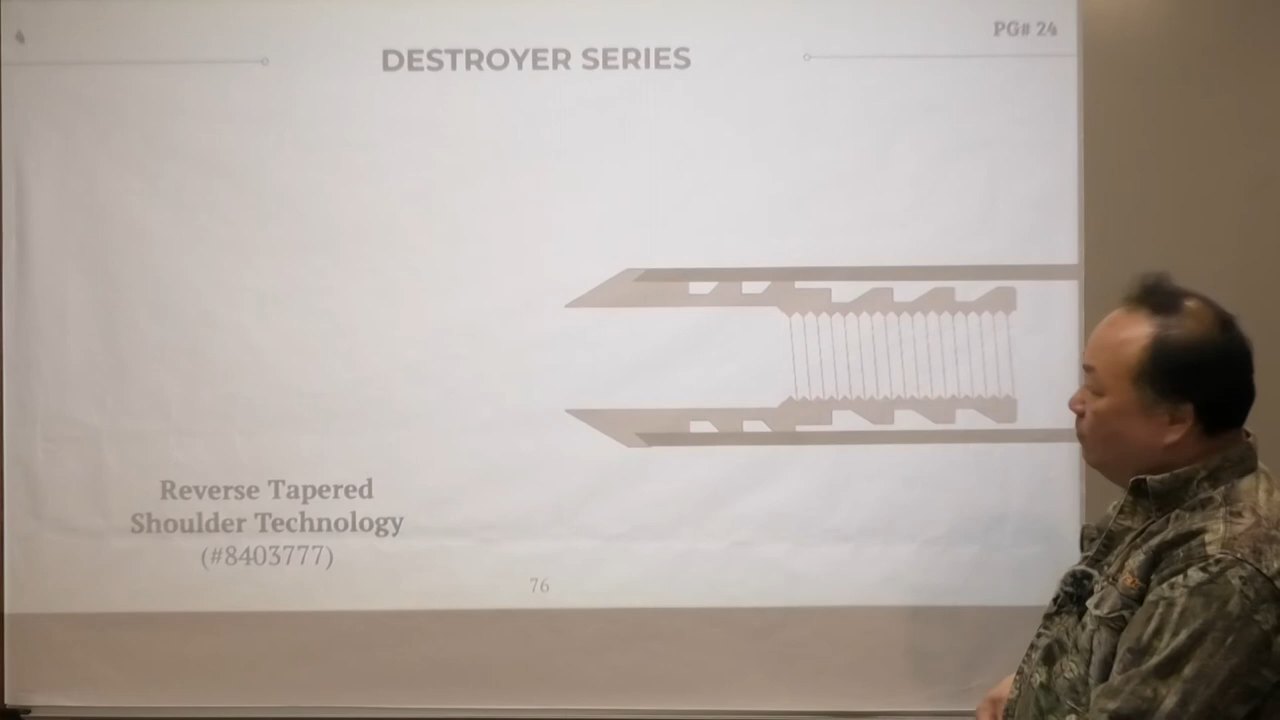 PG# 24
DESTROYER SERIES
Reverse Tapered
Shoulder Technology
(#8403777)
76